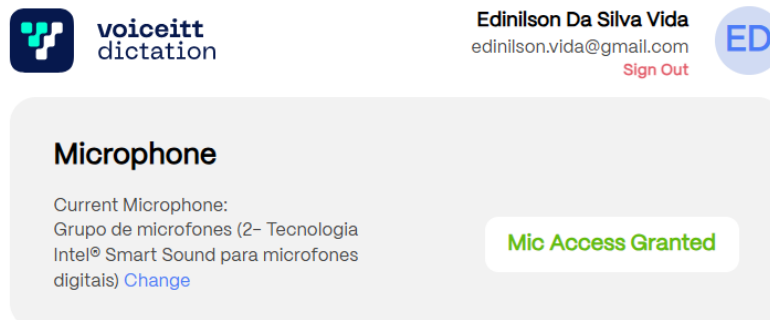 voiceitt
dictation
Edinilson Da Silva Vida
edinilson.vida@gmail.com
Sign Out
ED
Microphone
Current Microphone:
Grupo de microfones (2- Tecnologia
Intel® Smart Sound para microfones
digitais) Change
Mic Access Granted